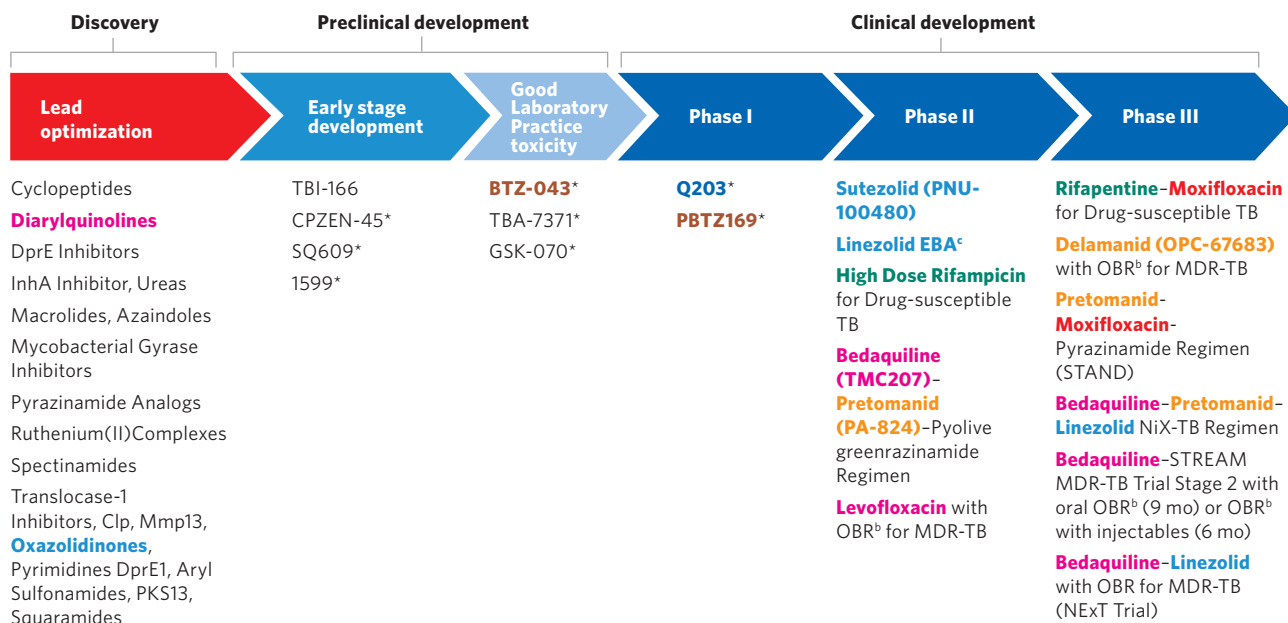 Discovery
Preclinical development
Clinical development
Lead
optimization
Early stage
development
Good
Laboratory
Practice
toxicity
Phase I
Phase II
Phase III
Cyclopeptides
Diarylquinolines
DprE Inhibitors
InhA Inhibitor, Ureas
Macrolides, Azaindoles
Mycobacterial Gyrase
Inhibitors
Pyrazinamide Analogs
Ruthenium(II)Complexes
Spectinamides
Translocase-1
Inhibitors, Clp, Mmp13,
Oxazolidinones,
Pyrimidines DprE1, Aryl
Sulfonamides, PKS13,
Squaramides
TBI-166
CPZEN-45*
SQ609*
1599*
BTZ-043*
TBA-7371*
GSK-070*
Q203*
PBTZ169*
Sutezolid (PNU-
100480)
Linezolid EBAᶜ
High Dose Rifampicin
for Drug-susceptible
TB
Bedaquiline
(TMC207)–
Pretomanid
(PA-824)–Pyolive
greenrazinamide
Regimen
Levofloxacin with
OBRᵇ for MDR-TB
Rifapentine–Moxifloxacin
for Drug-susceptible TB
Delamanid (OPC-67683)
with OBRᵇ for MDR-TB
Pretomanid-
Moxifloxacin-
Pyrazinamide Regimen
(STAND)
Bedaquiline–Pretomanid–
Linezolid NiX-TB Regimen
Bedaquiline–STREAM
MDR-TB Trial Stage 2 with
oral OBRᵇ (9 mo) or OBRᵇ
with injectables (6 mo)
Bedaquiline–Linezolid
with OBR for MDR-TB
(NExT Trial)